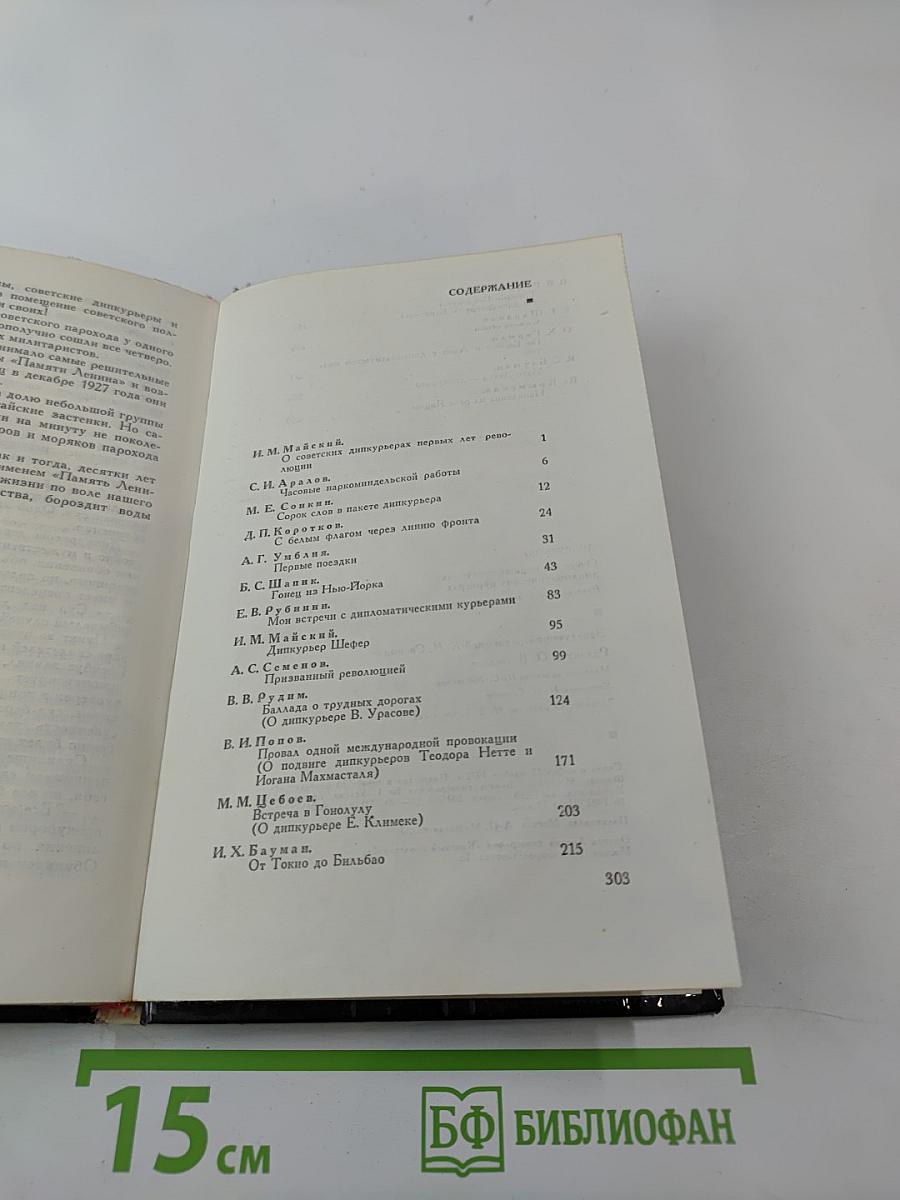 ы, советские дипкурьеры и
помещение советского пол-
и своих!
советского парохода у одного
ополучно сошли все четверо.
х милитаристов.
нимало самые решительные
ы «Памяти Ленина» и воз-
ц в декабре 1927 года они
долю небольшой группы
айские застенки. Но са-
ни на минуту не поколе-
ров и моряков парохода
ак и тогда, десятки лет
именем «Память Лени-
жизни по воле нашего
ства, бороздит воды
СОДЕРЖАНИЕ
И. М. Майский.
О советских дипкурьерах первых лет рево-
люции 1
С. И. Аралов.
Часовые наркоминдельской работы 6
М. Е. Сонкин.
Сорок слов в пакете дипкурьера 12
Д. П. Коротков.
С белым флагом через линию фронта 24
А. Г. Умблия.
Первые поездки 31
Б. С. Шапик.
Гонец из Нью-Йорка 43
Е. В. Рубинин.
Мои встречи с дипломатическими курьерами 83
И. М. Майский.
Дипкурьер Шефер 95
А. С. Семенов.
Призванный революцией 99
В. В. Рудим.
Баллада о трудных дорогах
(О дипкурьере В. Урасове) 124
В. И. Попов.
Провал одной международной провокации
(О подвиге дипкурьеров Теодора Нетте и
Иогана Махмасталя) 171
М. М. Цебоев.
Встреча в Гонолулу
(О дипкурьере Е. Климеке) 203
И. Х. Бауман.
От Токио до Бильбао 215
303
15 см
БФ БИБЛИОФАН